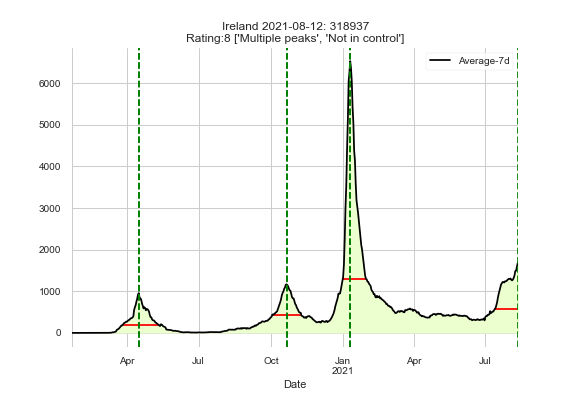 Ireland 2021-08-12: 318937
Rating:8 ['Multiple peaks', 'Not in control']
Average-7d
6000
5000
4000
3000
2000
1000
0
Apr Jul Oct Jan Apr Jul
2021
Date